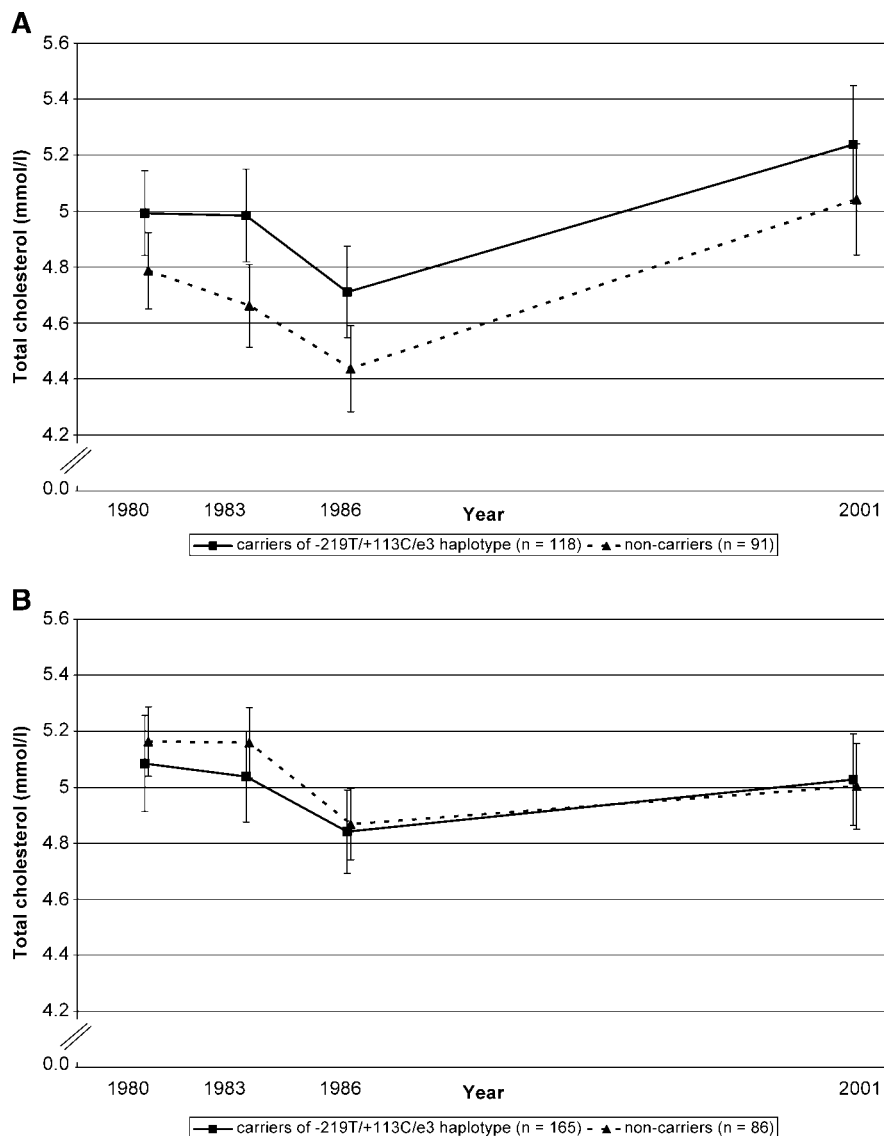 A
5.6
5.4
5.2
5
4.8
4.6
4.4
4.2
0.0
Total cholesterol (mmol/l)
1980 1983 1986 Year 2001
carriers of -219T/+113C/e3 haplotype (n = 118) non-carriers (n = 91)
B
5.6
5.4
5.2
5
4.8
4.6
4.4
4.2
0.0
Total cholesterol (mmol/l)
1980 1983 1986 Year 2001
carriers of -219T/+113C/e3 haplotype (n = 165) non-carriers (n = 86)